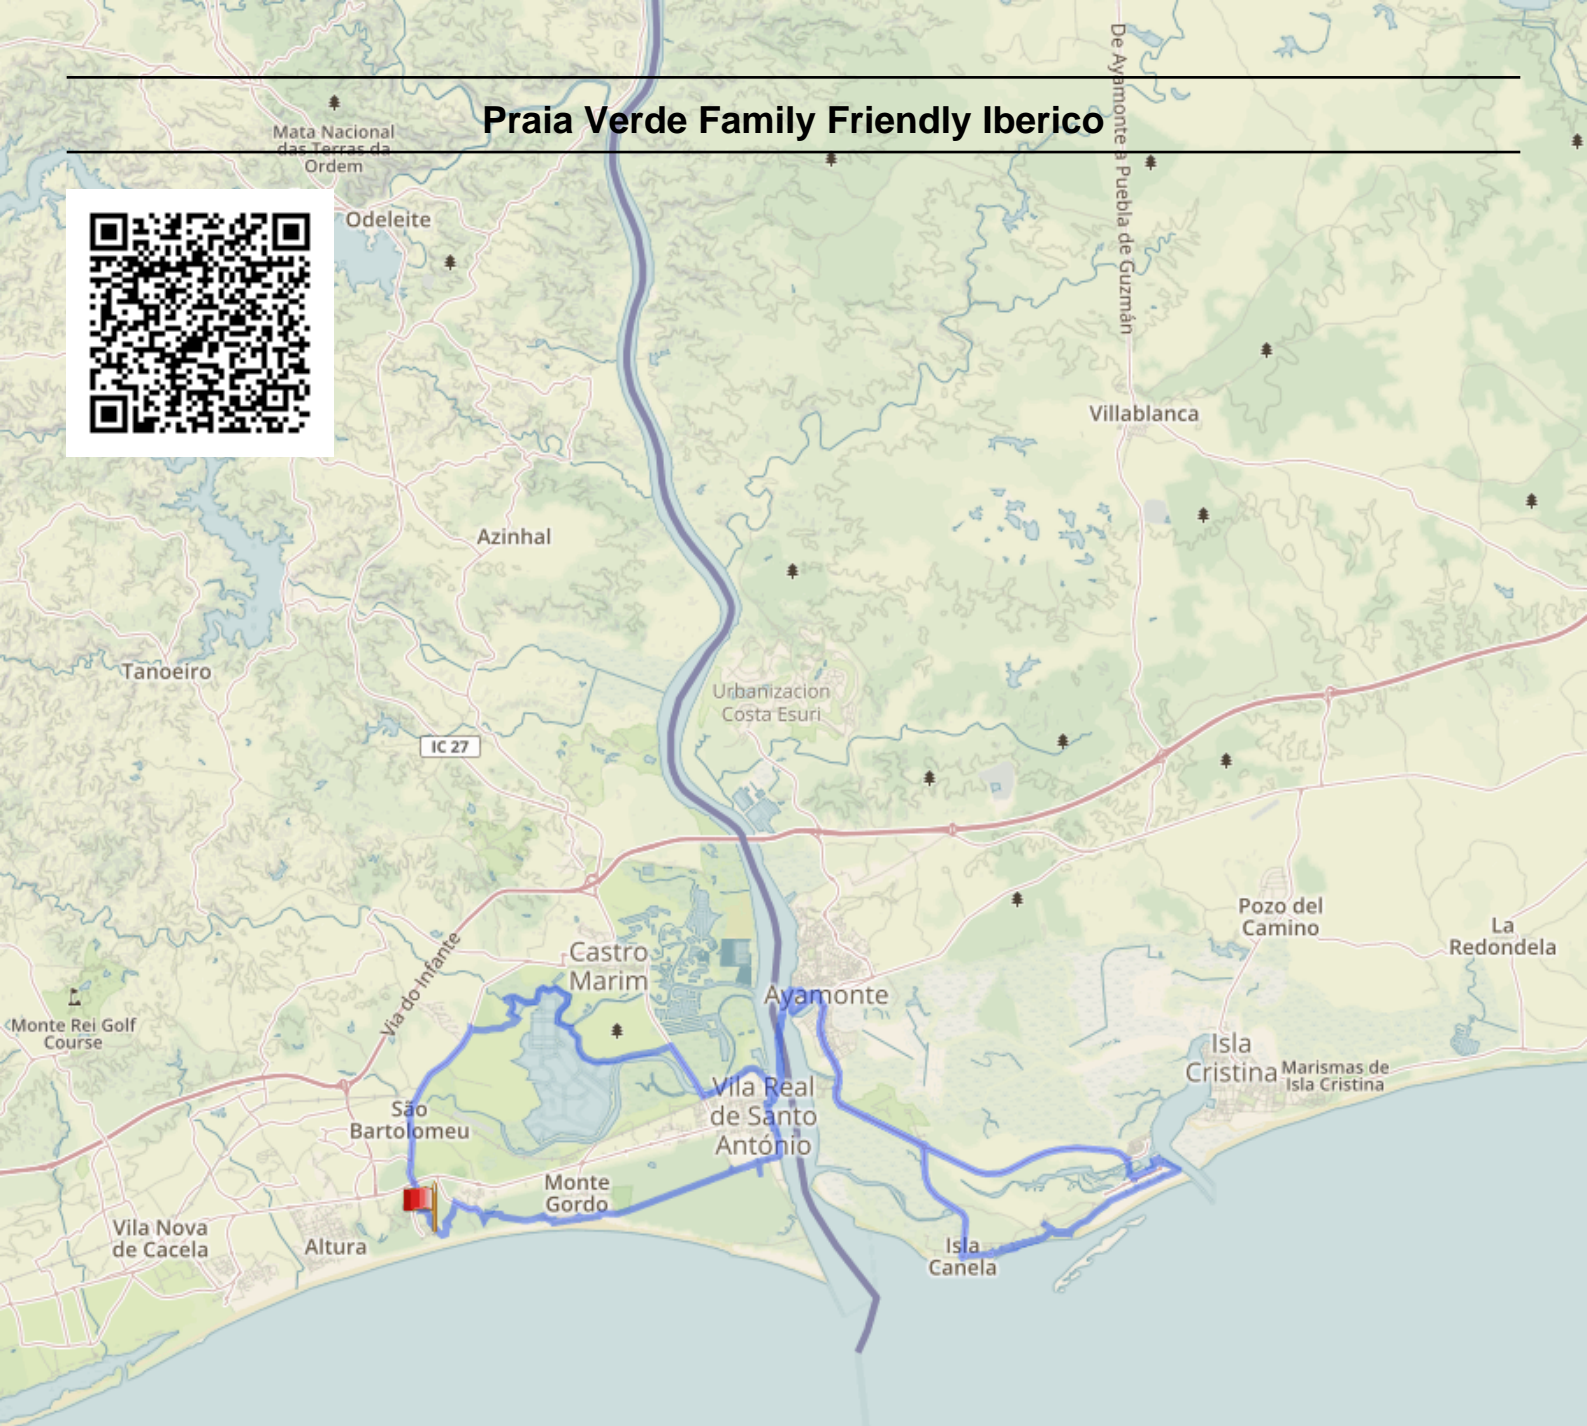 Praia Verde Family Friendly Iberico
De Ayamonte a Puebla de Guzmán
Mata Nacional
das Terras da
Ordem
Odeleite
Villablanca
Azinhal
Tanoeiro
Urbanizacion
Costa Esuri
IC 27
Pozo del
Camino
La
Redondela
Castro
Marim
Via do Infante
Ayamonte
Monte Rei Golf
Course
Isla
Cristina
Marismas de
Isla Cristina
São
Bartolomeu
Vila Real
de Santo
António
Monte
Gordo
Vila Nova
de Cacela
Altura
Isla
Canela